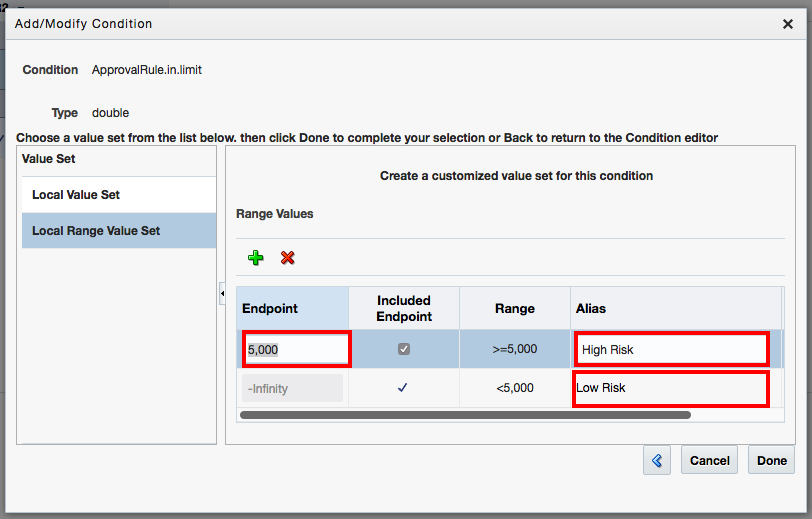 Add/Modify Condition
Condition ApprovalRule.in.limit
Type double
Choose a value set from the list below. then click Done to complete your selection or Back to return to the Condition editor
Value Set
Local Value Set
Local Range Value Set
Create a customized value set for this condition
Range Values
Endpoint Included Endpoint Range Alias
5,000 >=5,000 High Risk
-Infinity <5,000 Low Risk
Cancel Done